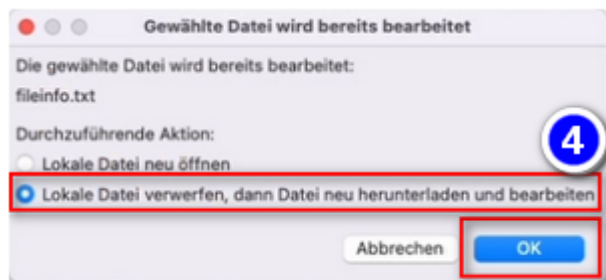 Gewählte Datei wird bereits bearbeitet
Die gewählte Datei wird bereits bearbeitet:
fileinfo.txt
Durchzuführende Aktion:
4
Lokale Datei neu öffnen
Lokale Datei verwerfen, dann Datei neu herunterladen und bearbeiten
Abbrechen OK